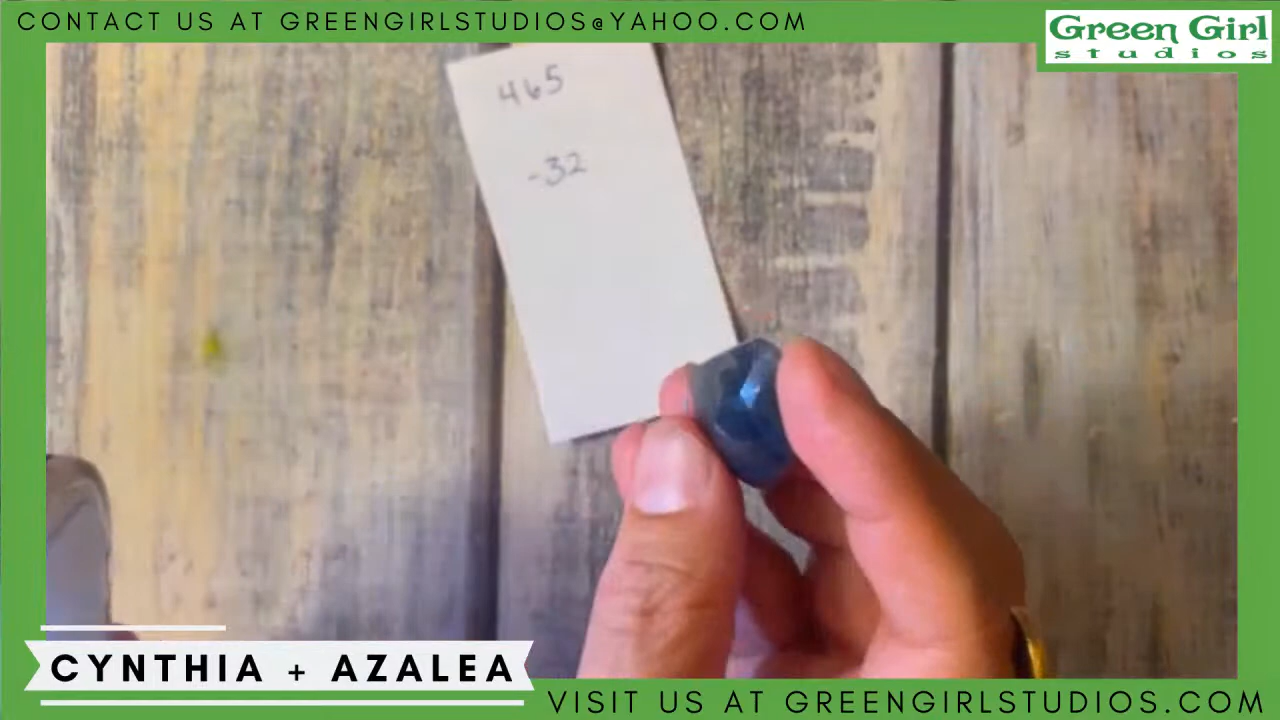 CONTACT US AT GREENGIRLSTUDIOS@YAHOO.COM
Green Girl
studios
465
-32
CYNTHIA + AZALEA
VISIT US AT GREENGIRLSTUDIOS.COM